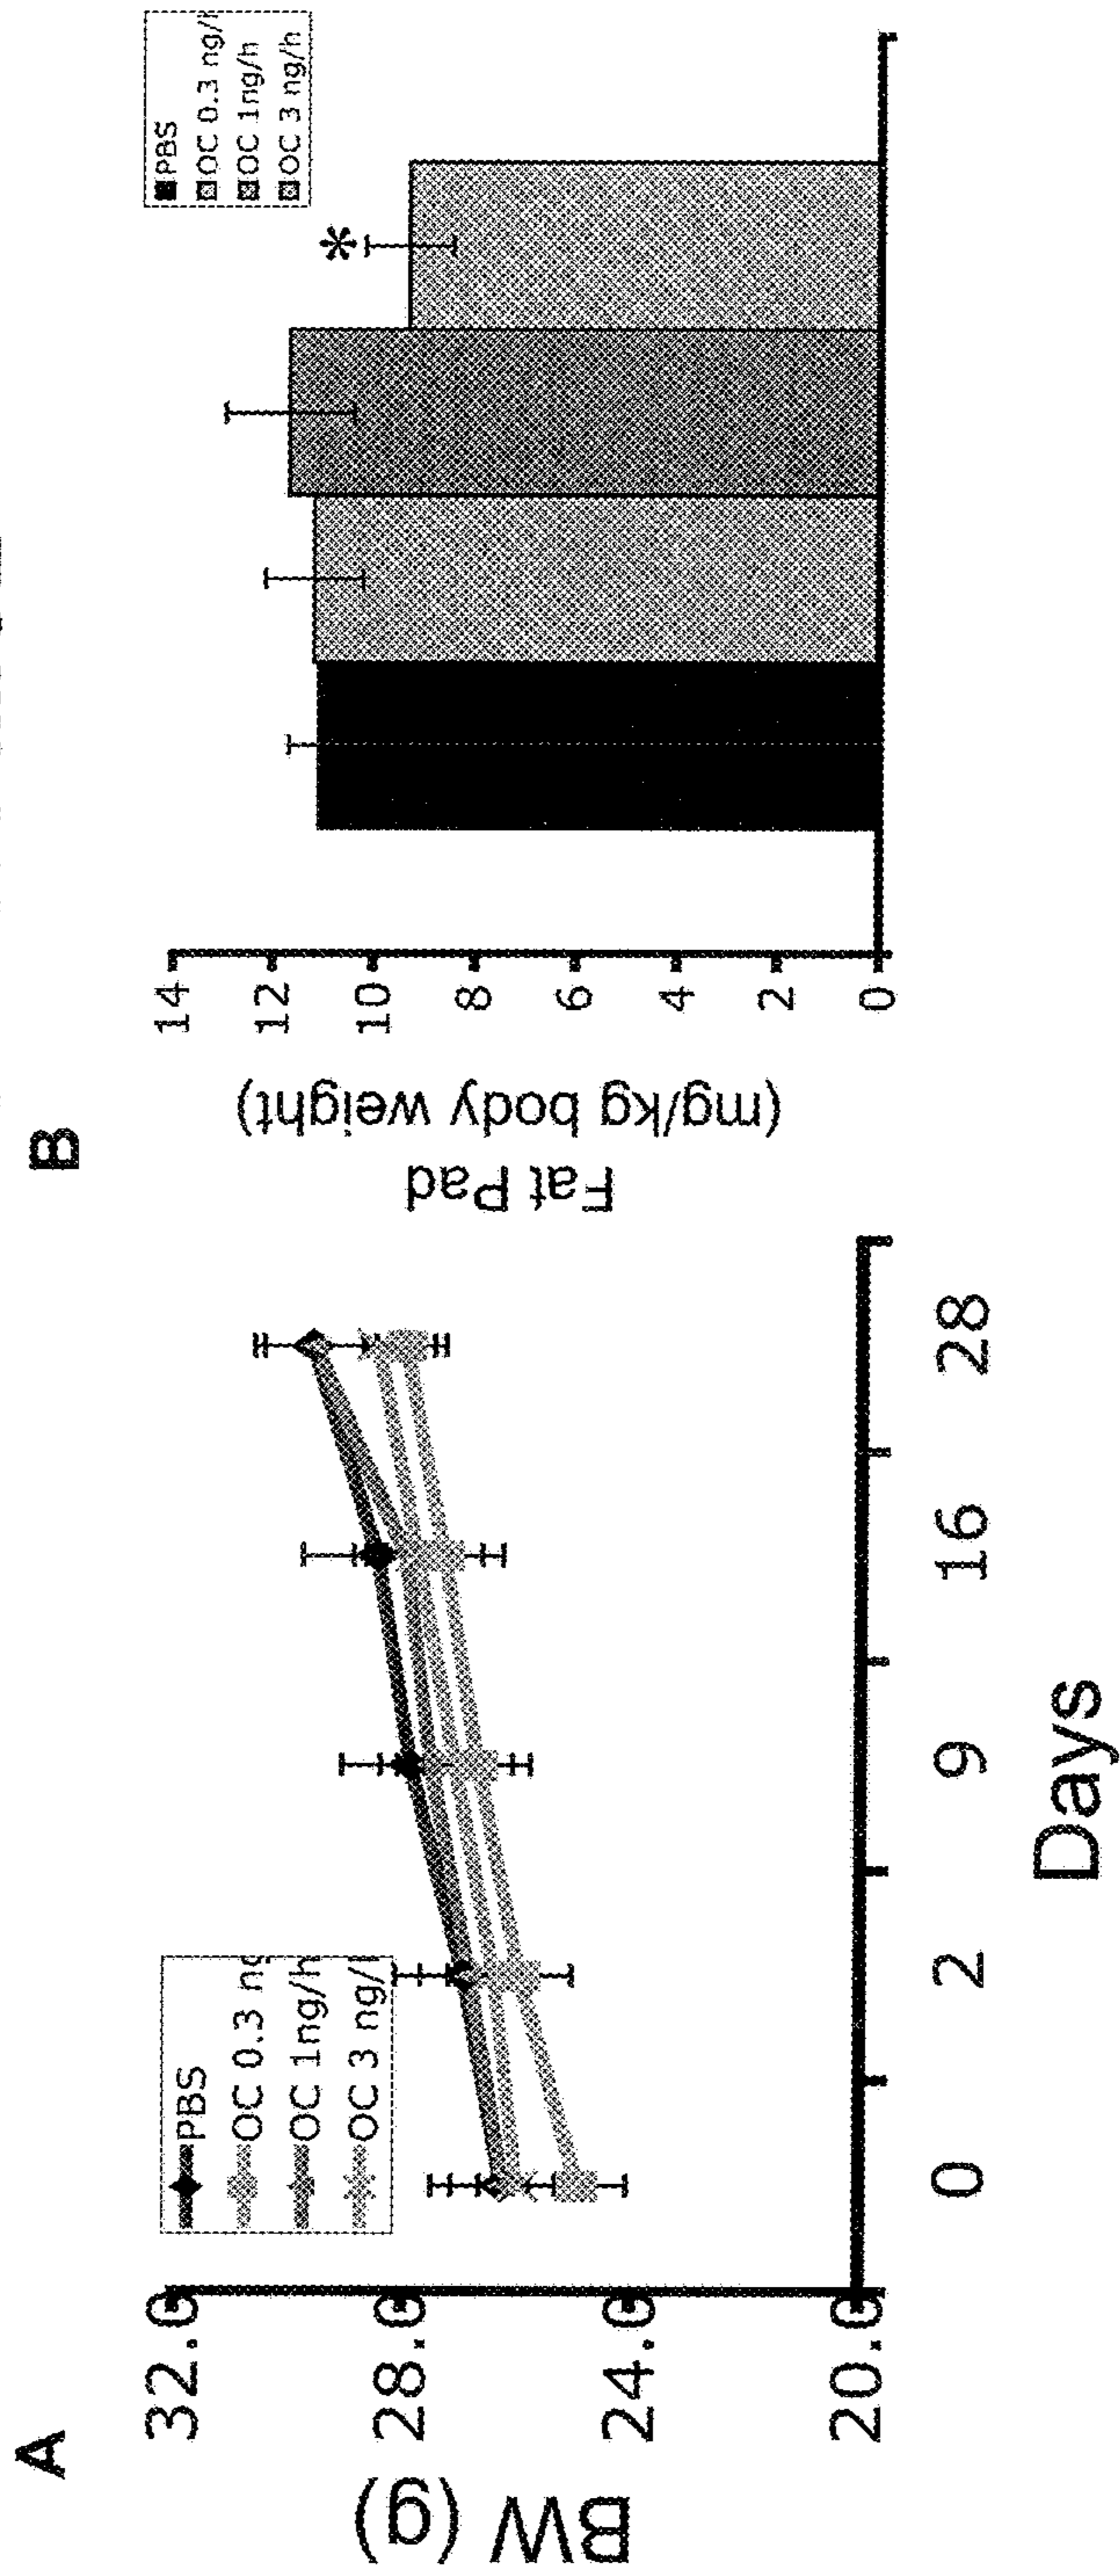 A
BW (g)
32.0
28.0
24.0
20.0
PBS
OC 0.3 ng
OC 1ng/h
OC 3 ng/
0 2 9 16 28
Days
B
Fat Pad
(mg/kg body weight)
14
12
10
8
6
4
2
0
*
PBS
OC 0.3 ng/
OC 1ng/h
OC 3 ng/h